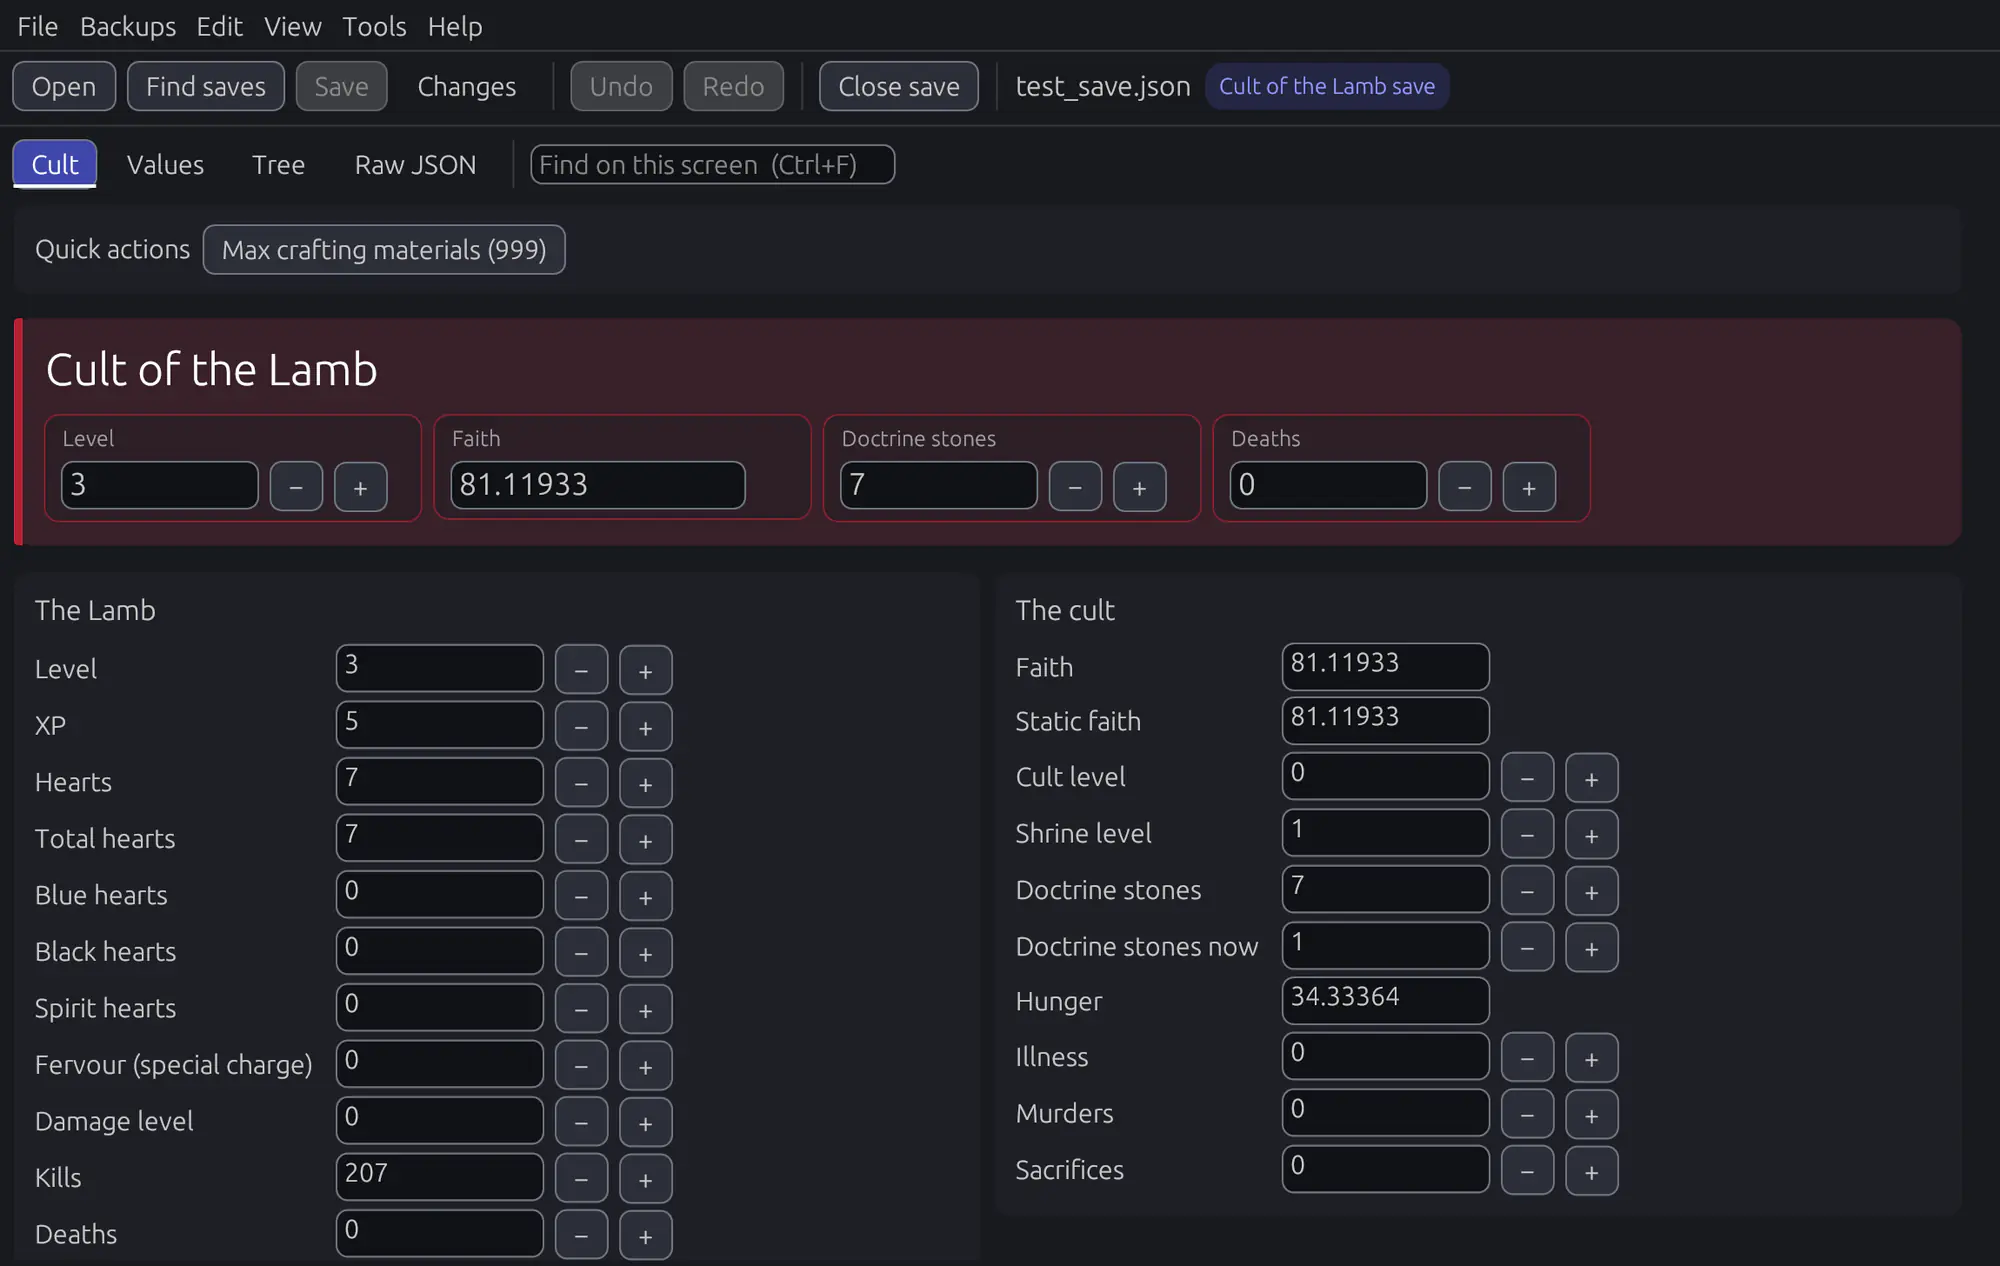 File Backups Edit View Tools Help
Open Find saves Save Changes Undo Redo Close save test_save.json Cult of the Lamb save
Cult Values Tree Raw JSON Find on this screen (Ctrl+F)
Quick actions Max crafting materials (999)
Cult of the Lamb
Level Faith Doctrine stones Deaths
3 − + 81.11933 7 − + 0 − +
The Lamb
Level 3 − +
XP 5 − +
Hearts 7 − +
Total hearts 7 − +
Blue hearts 0 − +
Black hearts 0 − +
Spirit hearts 0 − +
Fervour (special charge) 0 − +
Damage level 0 − +
Kills 207 − +
Deaths 0 − +
The cult
Faith 81.11933
Static faith 81.11933
Cult level 0 − +
Shrine level 1 − +
Doctrine stones 7 − +
Doctrine stones now 1 − +
Hunger 34.33364
Illness 0 − +
Murders 0 − +
Sacrifices 0 − +